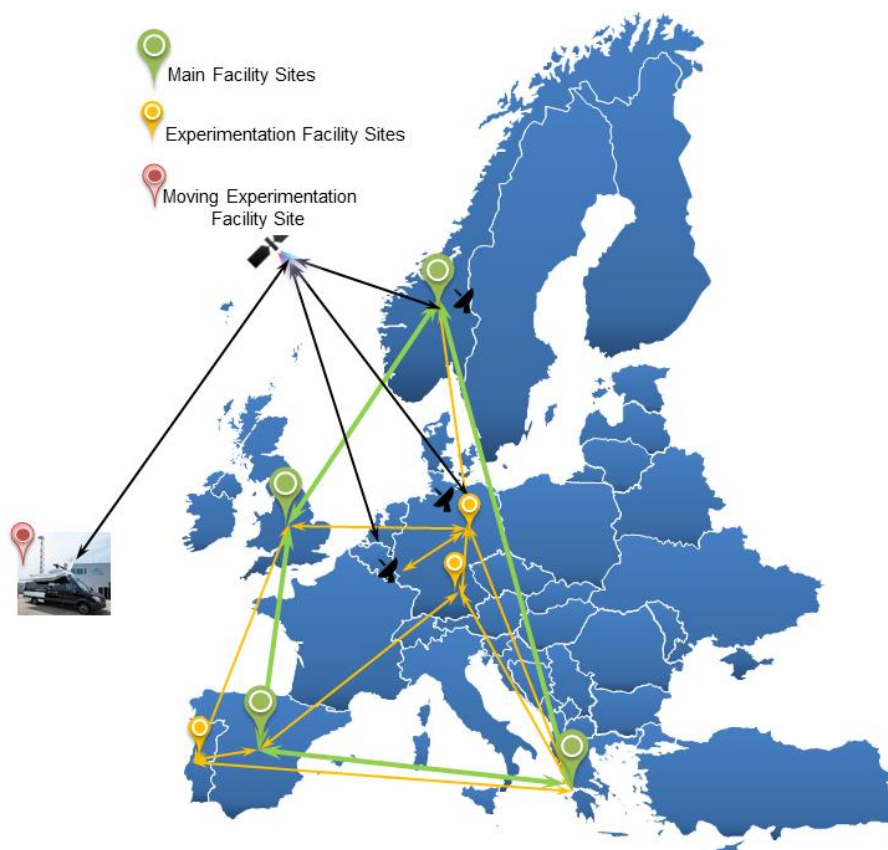 Main Facility Sites
Experimentation Facility Sites
Moving Experimentation
Facility Site